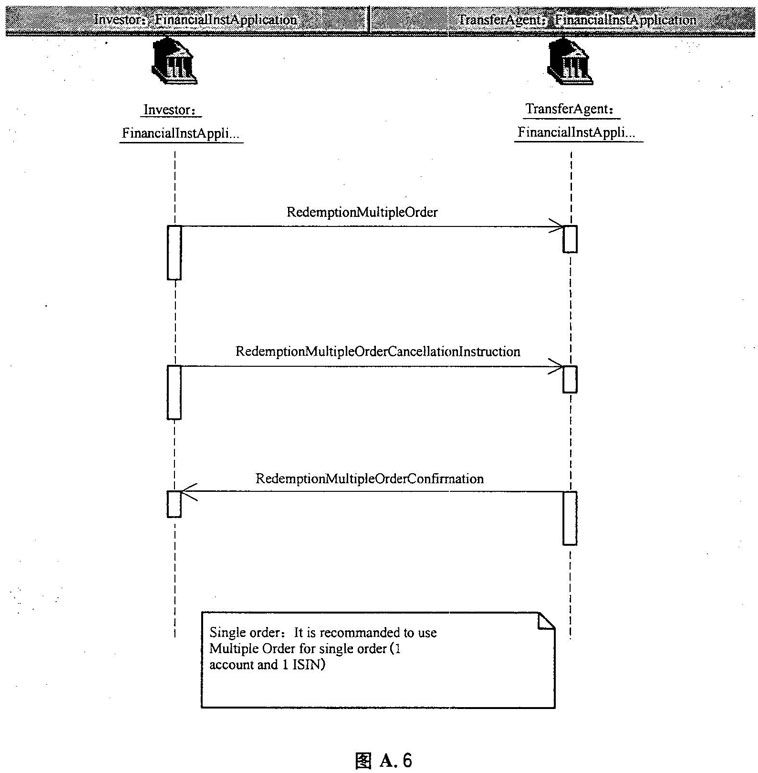 Investor：FinancialInstApplication
TransferAgent：FinancialInstApplication
Investor：
FinancialInstAppli...
TransferAgent：
FinancialInstAppli...
RedemptionMultipleOrder
RedemptionMultipleOrderCancellationInstruction
RedemptionMultipleOrderConfirmation
Single order：It is recommanded to use
Multiple Order for single order (1
account and 1 ISIN)
图 A.6